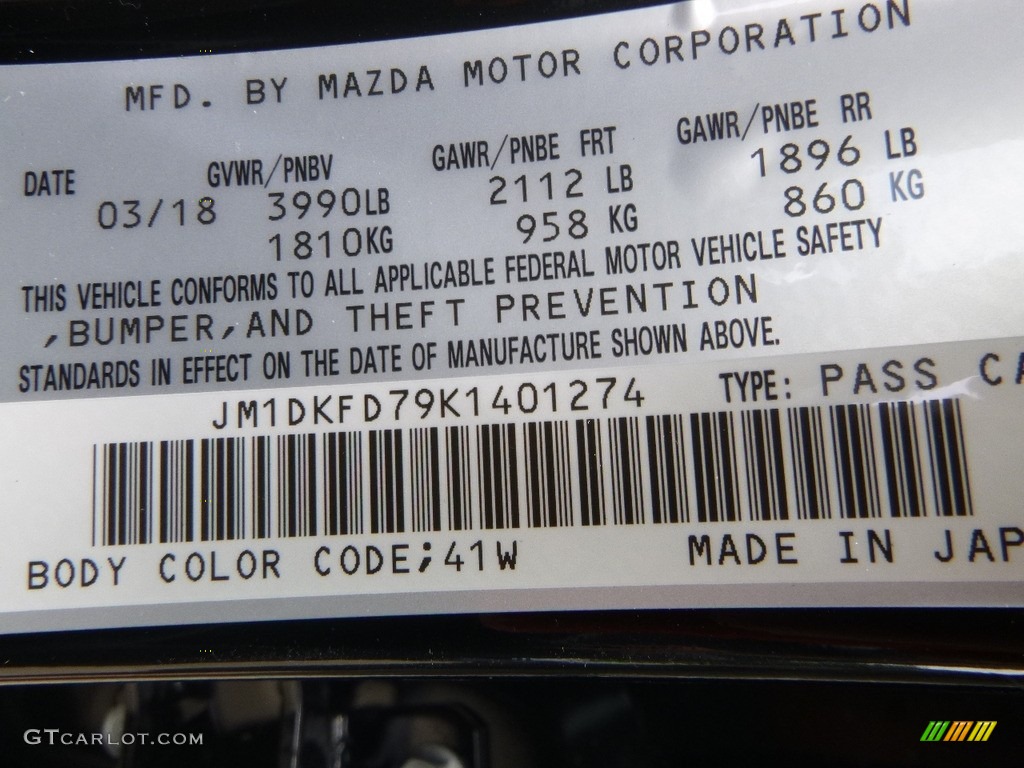 MFD. BY MAZDA MOTOR CORPORATION
DATE GVWR/PNBV GAWR/PNBE FRT GAWR/PNBE RR
03/18 3990LB 2112 LB 1896 LB
1810KG 958 KG 860 KG
THIS VEHICLE CONFORMS TO ALL APPLICABLE FEDERAL MOTOR VEHICLE SAFETY
,BUMPER,AND THEFT PREVENTION
STANDARDS IN EFFECT ON THE DATE OF MANUFACTURE SHOWN ABOVE.
JM1DKFD79K1401274 TYPE: PASS CA
BODY COLOR CODE;41W MADE IN JAP
GTCARLOT.COM